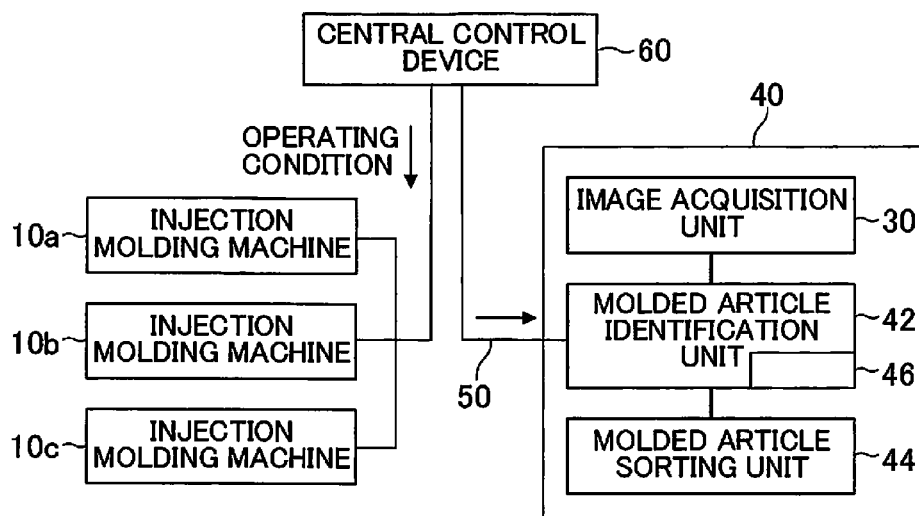 CENTRAL CONTROL
DEVICE
60
OPERATING
CONDITION
40
IMAGE ACQUISITION
UNIT
30
10a
INJECTION
MOLDING MACHINE
MOLDED ARTICLE
IDENTIFICATION
UNIT
42
46
10b
INJECTION
MOLDING MACHINE
50
10c
INJECTION
MOLDING MACHINE
MOLDED ARTICLE
SORTING UNIT
44